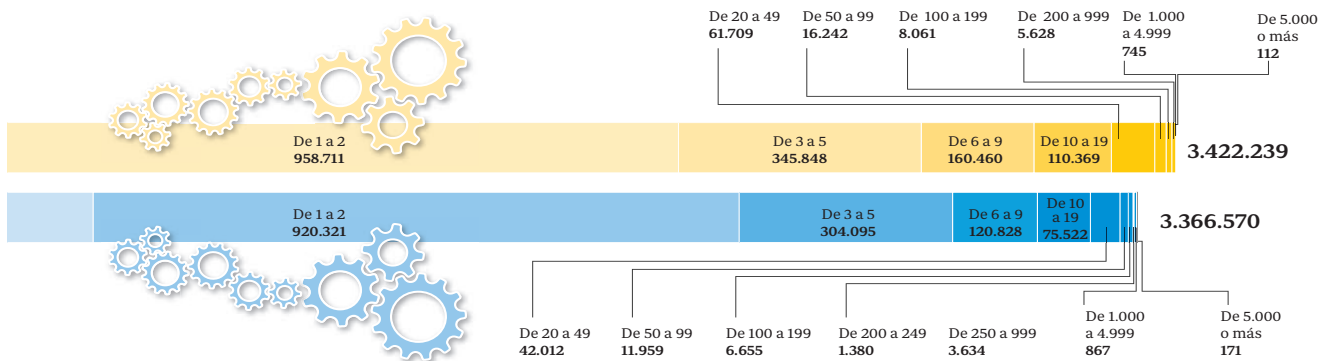 De 20 a 49
61.709
De 50 a 99
16.242
De 100 a 199
8.061
De 200 a 999
5.628
De 1.000
a 4.999
745
De 5.000
o más
112
De 1 a 2
958.711
De 3 a 5
345.848
De 6 a 9
160.460
De 10 a 19
110.369
3.422.239
De 1 a 2
920.321
De 3 a 5
304.095
De 6 a 9
120.828
De 10
a 19
75.522
3.366.570
De 20 a 49
42.012
De 50 a 99
11.959
De 100 a 199
6.655
De 200 a 249
1.380
De 250 a 999
3.634
De 1.000
a 4.999
867
De 5.000
o más
171